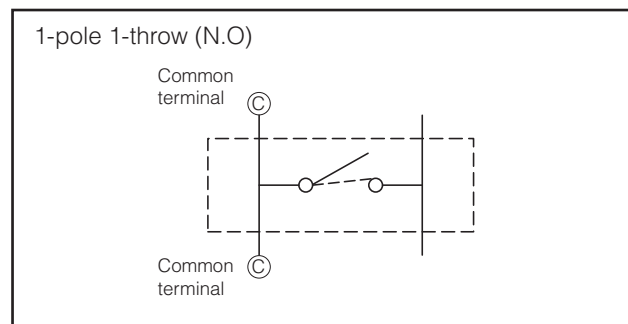 1-pole 1-throw (N.O)
Common
terminal
Ⓒ
Common
terminal
Ⓒ